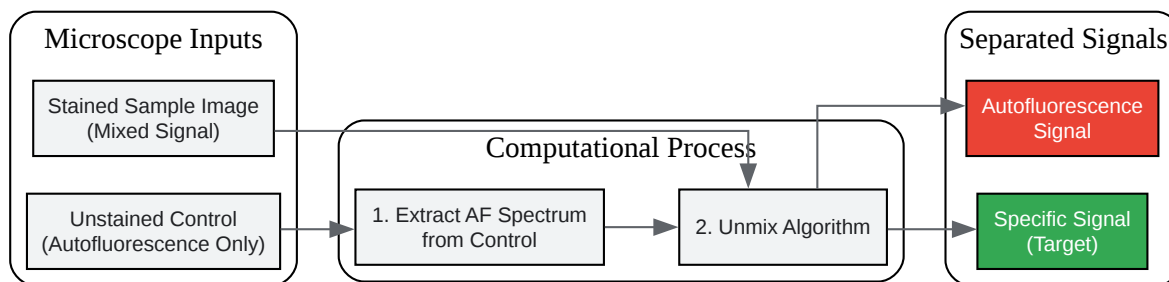 Microscope Inputs
Stained Sample Image
(Mixed Signal)
Unstained Control
(Autofluorescence Only)
Computational Process
1. Extract AF Spectrum
from Control
2. Unmix Algorithm
Separated Signals
Autofluorescence
Signal
Specific Signal
(Target)